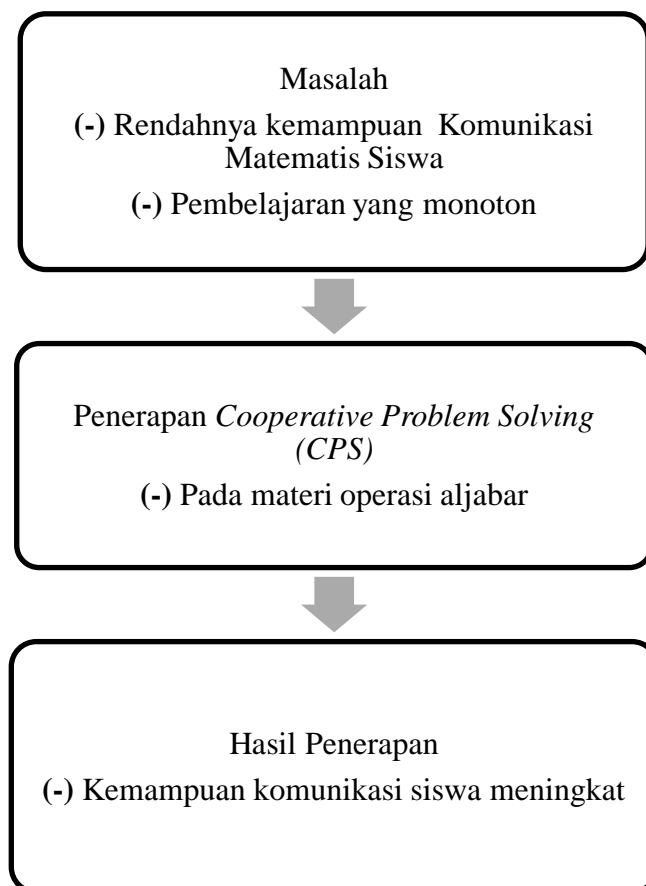 Masalah
(-) Rendahnya kemampuan Komunikasi
Matematis Siswa
(-) Pembelajaran yang monoton
Penerapan Cooperative Problem Solving
(CPS)
(-) Pada materi operasi aljabar
Hasil Penerapan
(-) Kemampuan komunikasi siswa meningkat